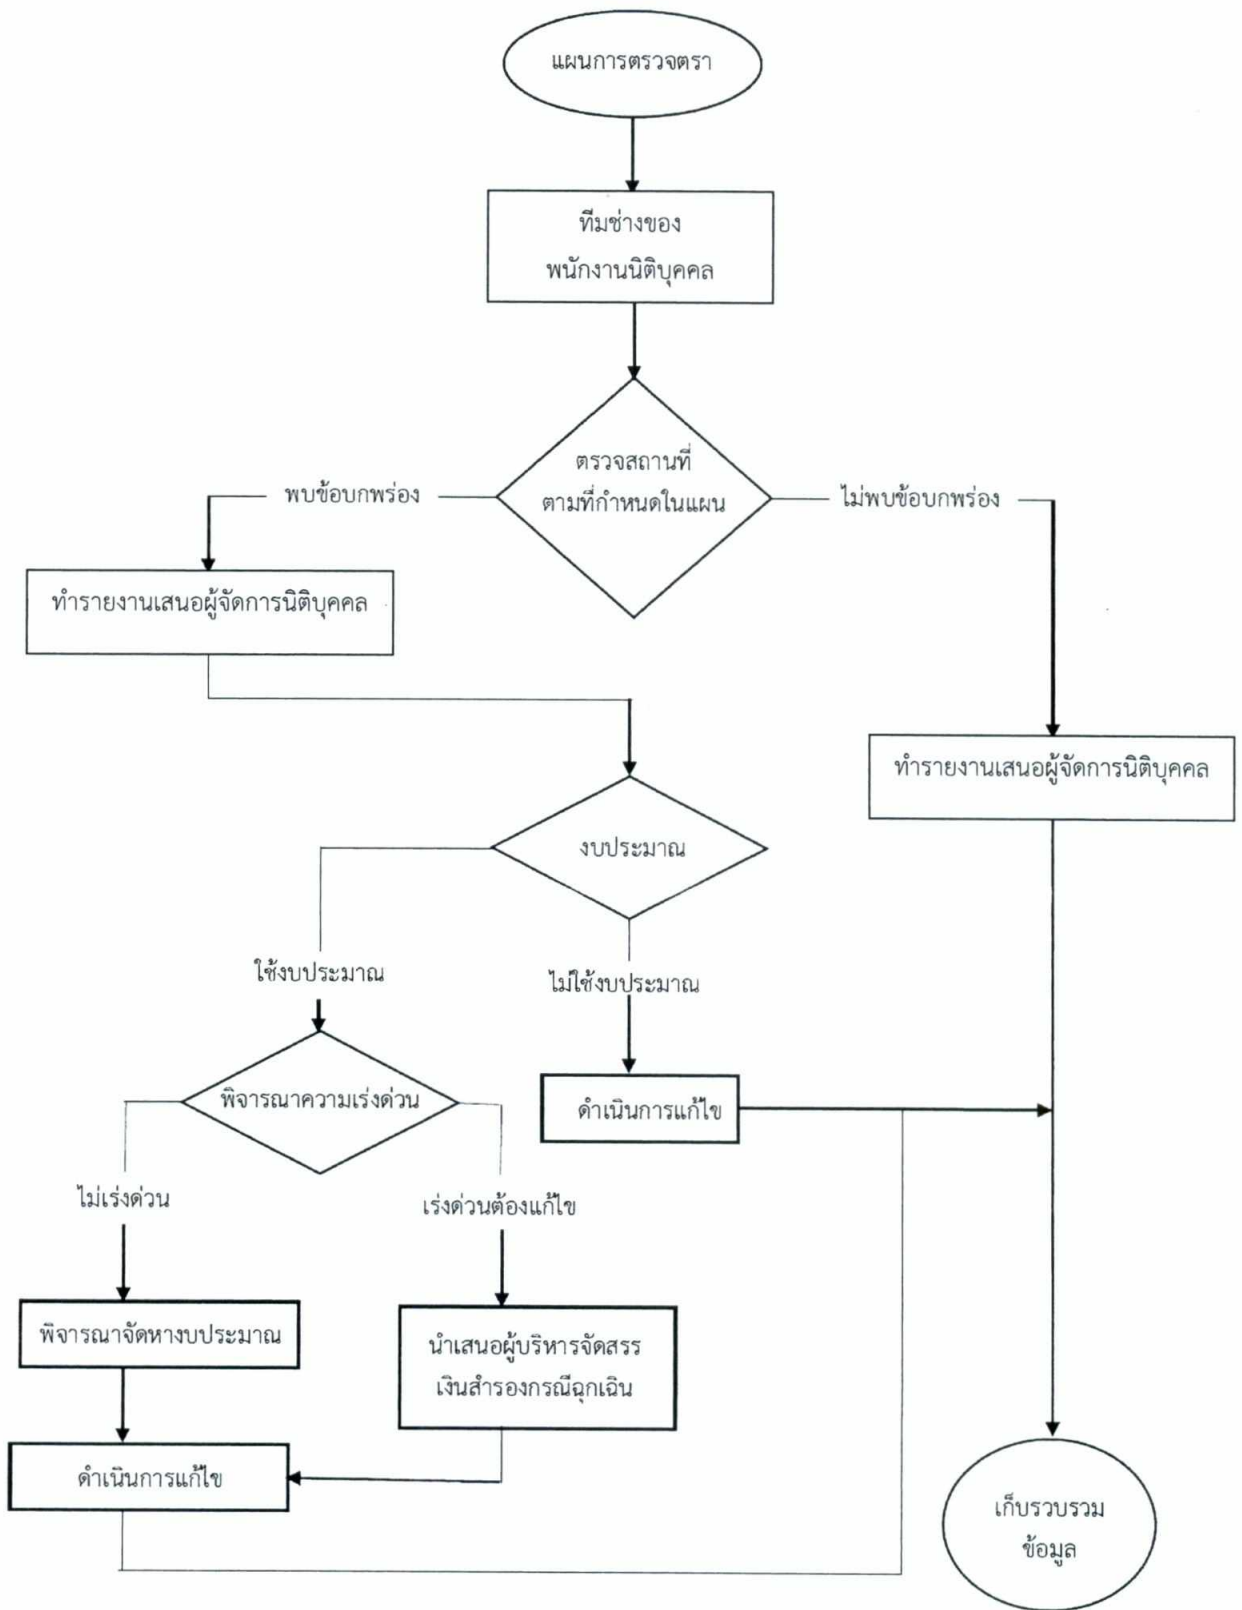 แผนการตรวจตรา
ทีมช่างของ
พนักงานนิติบุคคล
ตรวจสถานที่
ตามที่กำหนดในแผน
พบข้อบกพร่อง
ไม่พบข้อบกพร่อง
ทำรายงานเสนอผู้จัดการนิติบุคคล
ทำรายงานเสนอผู้จัดการนิติบุคคล
งบประมาณ
ใช้งบประมาณ
ไม่ใช้งบประมาณ
พิจารณาความเร่งด่วน
ดำเนินการแก้ไข
ไม่เร่งด่วน
เร่งด่วนต้องแก้ไข
พิจารณาจัดหางบประมาณ
นำเสนอผู้บริหารจัดสรร
เงินสำรองกรณีฉุกเฉิน
ดำเนินการแก้ไข
เก็บรวบรวม
ข้อมูล